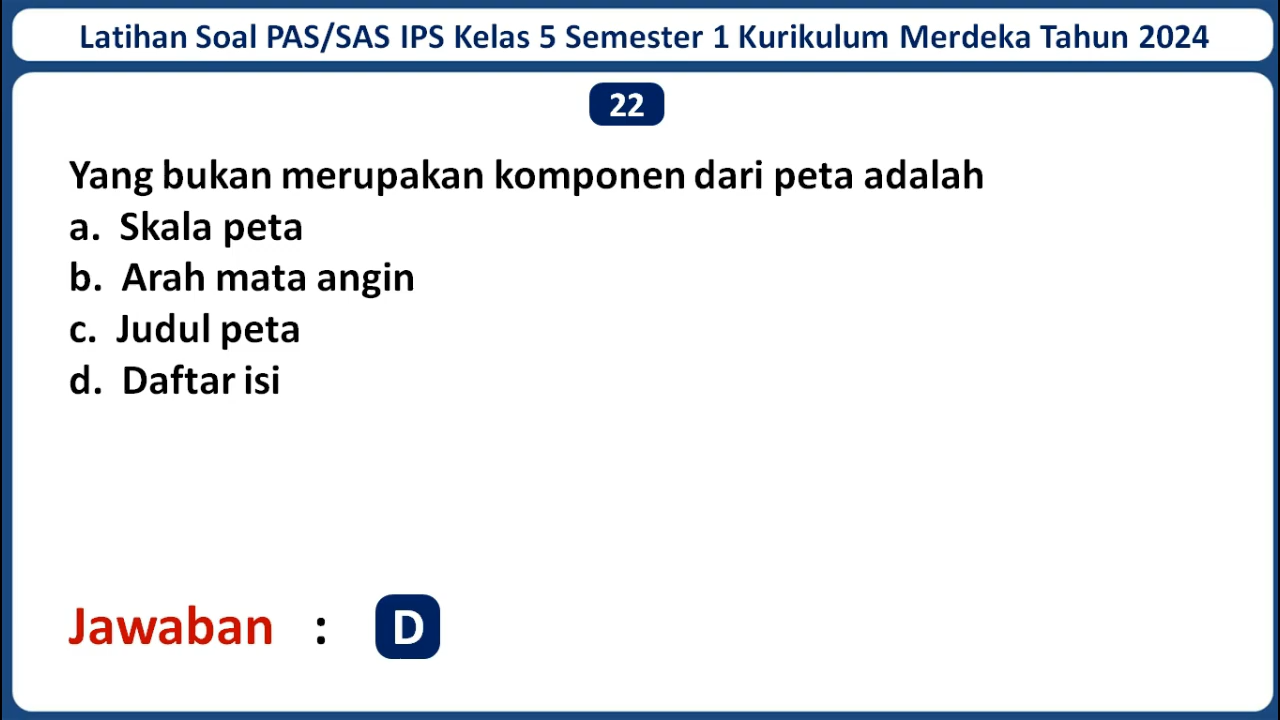 Latihan Soal PAS/SAS IPS Kelas 5 Semester 1 Kurikulum Merdeka Tahun 2024
22
Yang bukan merupakan komponen dari peta adalah
a. Skala peta
b. Arah mata angin
c. Judul peta
d. Daftar isi
Jawaban : D